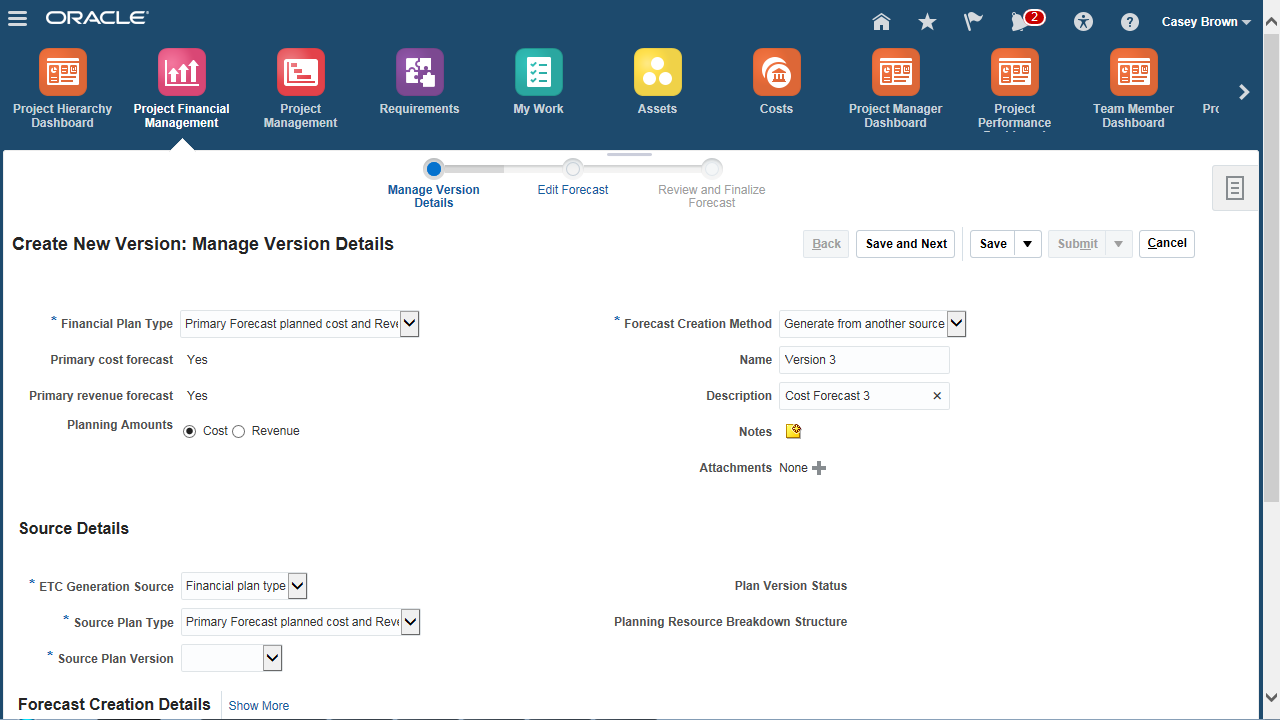 ORACLE
2
Casey Brown
Project Hierarchy Dashboard
Project Financial Management
Project Management
Requirements
My Work
Assets
Costs
Project Manager Dashboard
Project Performance
Team Member Dashboard
Manage Version Details
Edit Forecast
Review and Finalize Forecast
Create New Version: Manage Version Details
Back
Save and Next
Save
Submit
Cancel
* Financial Plan Type Primary Forecast planned cost and Reve
Primary cost forecast Yes
Primary revenue forecast Yes
Planning Amounts Cost Revenue
* Forecast Creation Method Generate from another source
Name Version 3
Description Cost Forecast 3
Notes
Attachments None
Source Details
* ETC Generation Source Financial plan type
* Source Plan Type Primary Forecast planned cost and Reve
* Source Plan Version
Plan Version Status
Planning Resource Breakdown Structure
Forecast Creation Details Show More